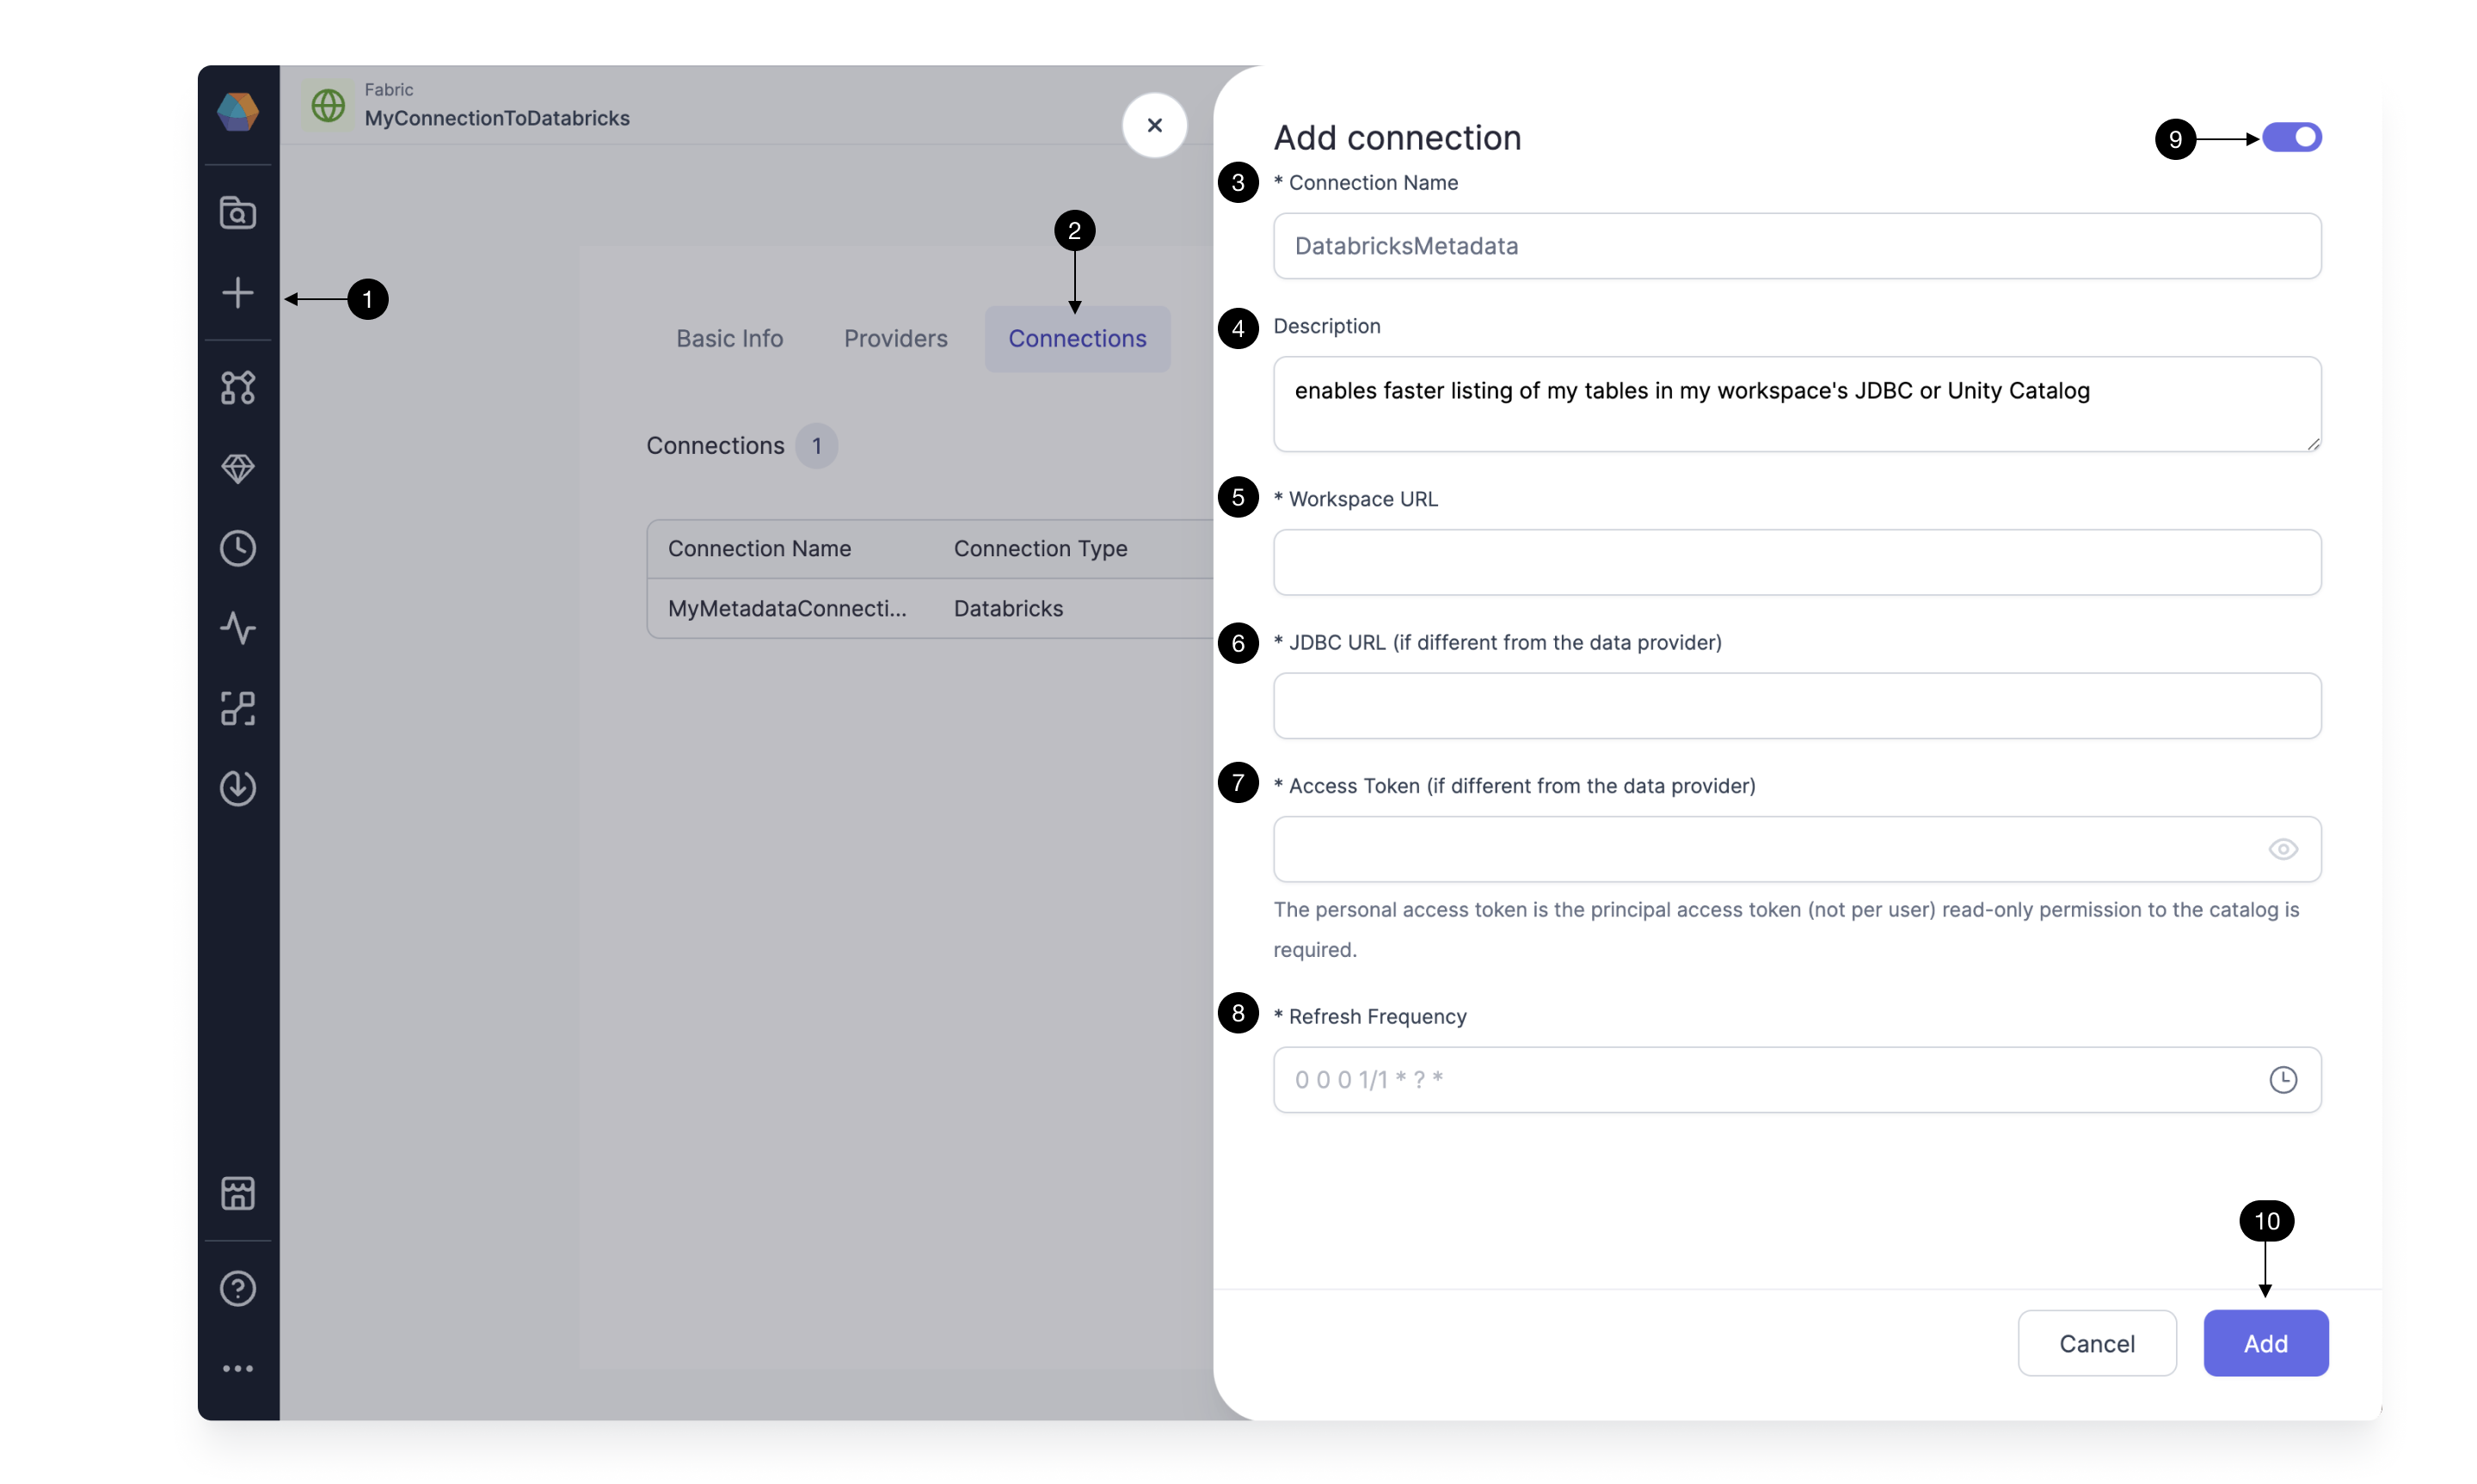 Fabric
MyConnectionToDatabricks
1
2
Basic Info
Providers
Connections
Connections 1
Connection Name
Connection Type
MyMetadataConnecti...
Databricks
Add connection
9
3 * Connection Name
DatabricksMetadata
4 Description
enables faster listing of my tables in my workspace's JDBC or Unity Catalog
5 * Workspace URL
6 * JDBC URL (if different from the data provider)
7 * Access Token (if different from the data provider)
The personal access token is the principal access token (not per user) read-only permission to the catalog is
required.
8 * Refresh Frequency
0 0 0 1/1 * ? *
10
Cancel
Add